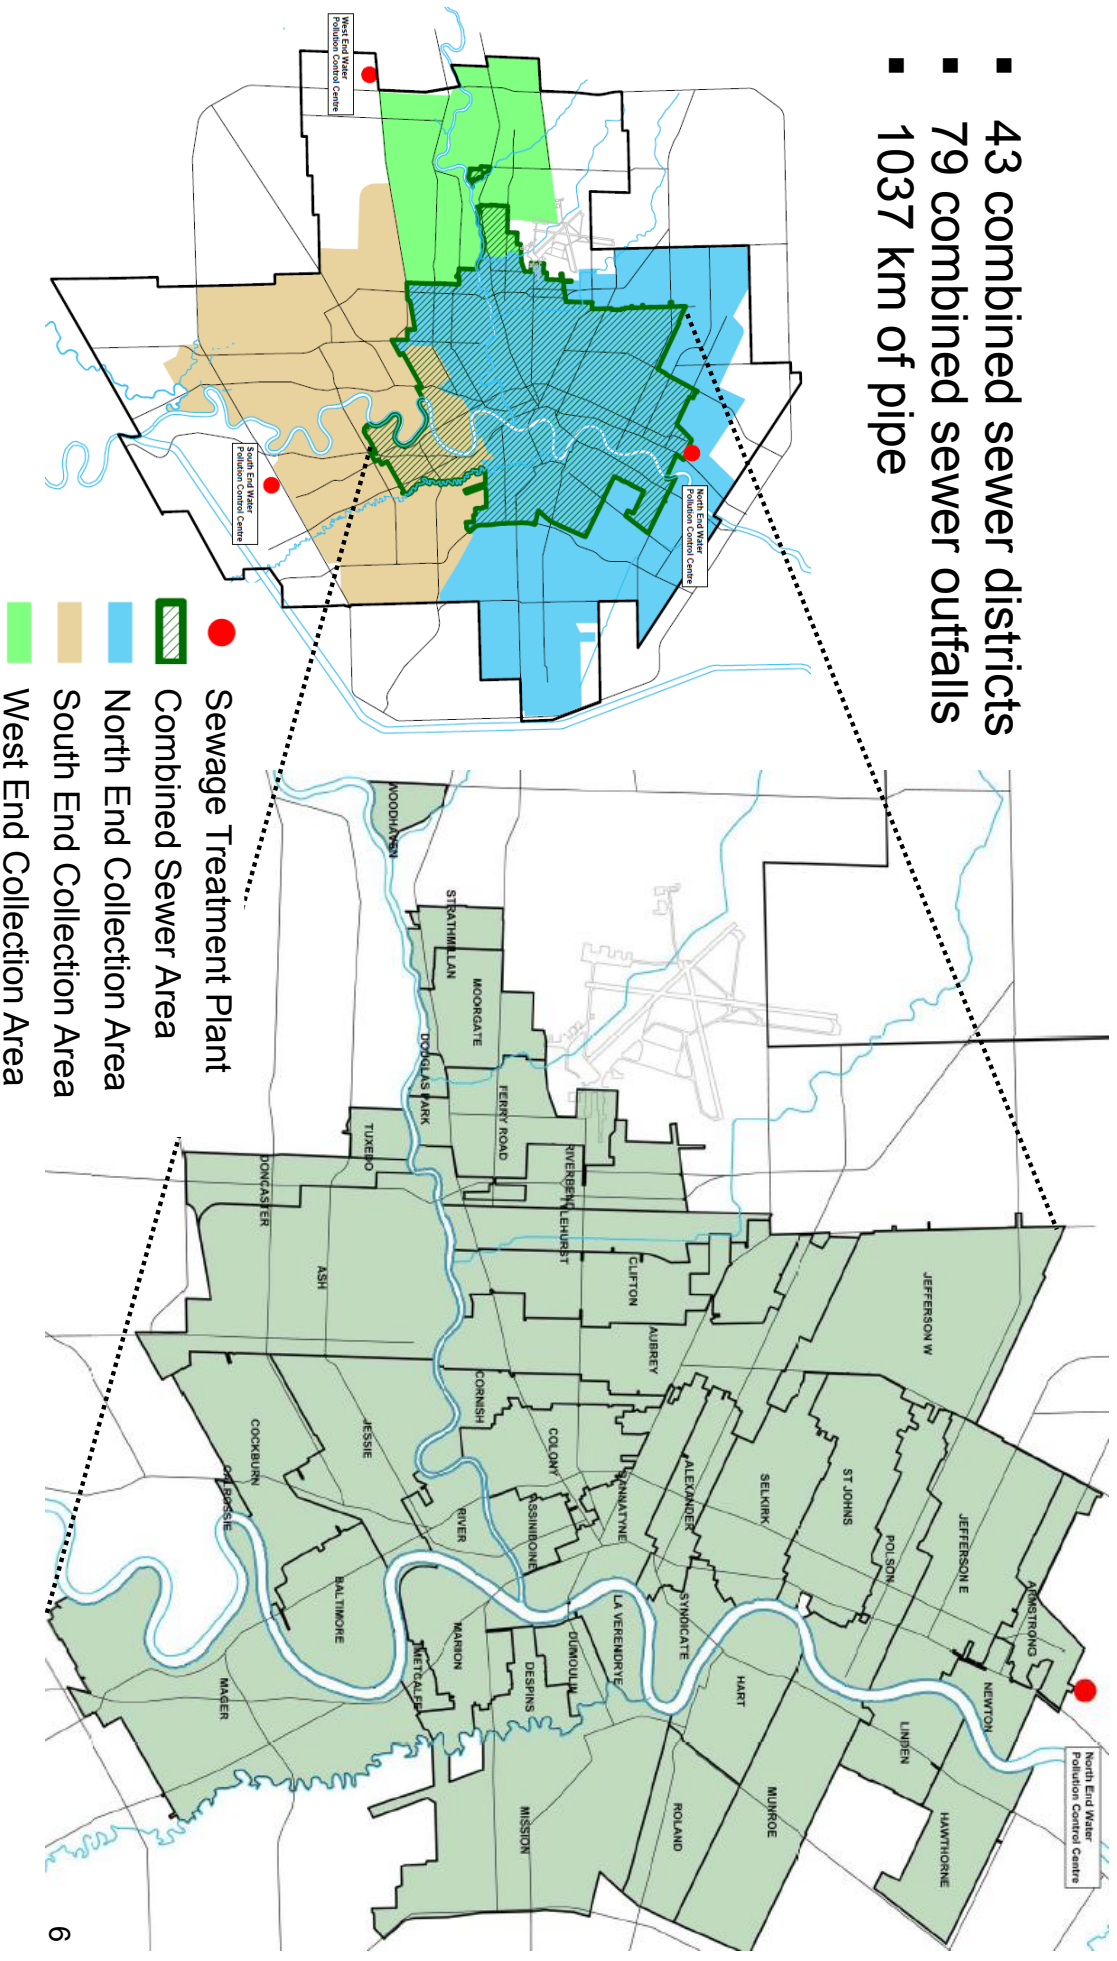 43 combined sewer districts
79 combined sewer outfalls
1037 km of pipe
West End Water
Pollution Control Centre
North End Water
Pollution Control Centre
South End Water
Pollution Control Centre
Sewage Treatment Plant
Combined Sewer Area
North End Collection Area
South End Collection Area
West End Collection Area
WOODHAVEN
STRATHMILLAN
MOORGATE
DOUGLAS PARK
FERRY ROAD
TUXEDO
RIVERBEND
TYLEHURST
DONCASTER
ASH
CLIFTON
JEFFERSON W
AUBREY
CORNISH
COLONY
COCKBURN
JESSIE
CALROSSIE
RIVER
ASSINIBOINE
BANNATYNE
ALEXANDER
SELKIRK
ST JOHNS
POLSON
JEFFERSON E
ARMSTRONG
BALTIMORE
MARION
METCALFE
DESPINS
DUMOULIN
LA VERENDRYE
SYNDICATE
HART
NEWTON
LINDEN
MAGER
MISSION
ROLAND
MUNROE
HAWTHORNE
North End Water
Pollution Control Centre
6